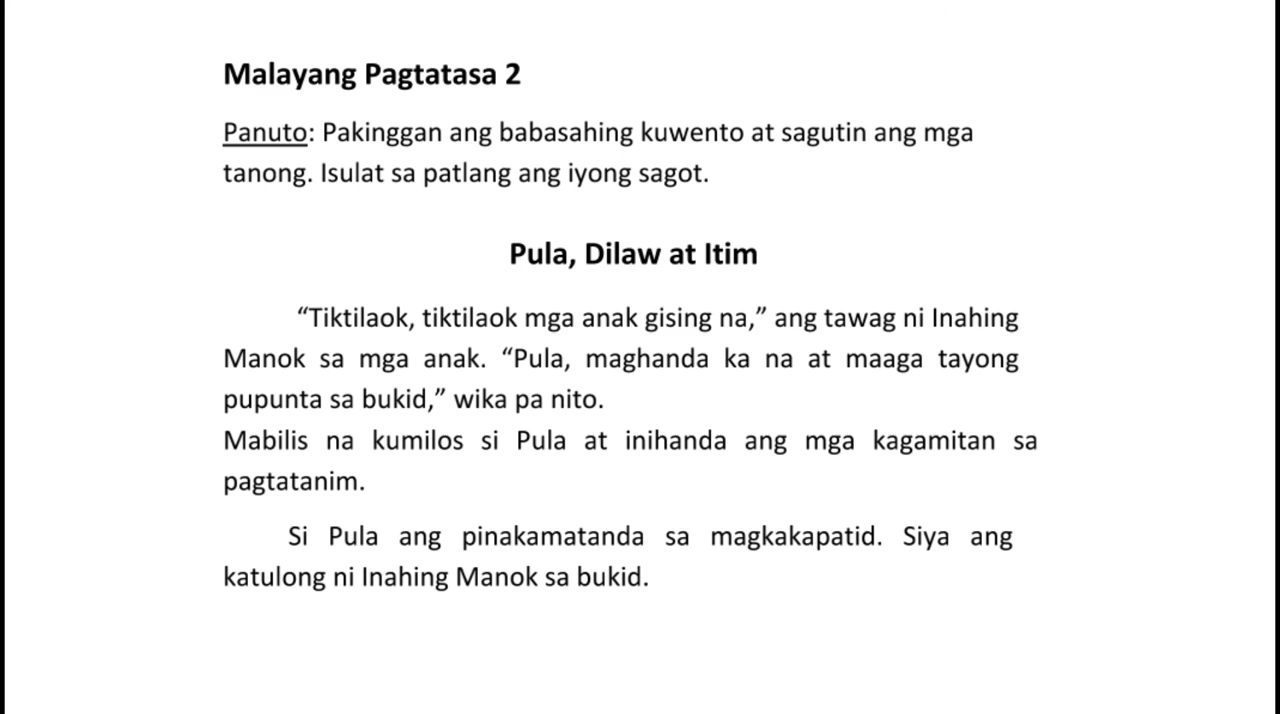 Malayang Pagtatasa 2
Panuto: Pakinggan ang babasahing kuwento at sagutin ang mga
tanong. Isulat sa patlang ang iyong sagot.
Pula, Dilaw at Itim
“Tiktilaok, tiktilaok mga anak gising na,” ang tawag ni Inahing
Manok sa mga anak. “Pula, maghanda ka na at maaga tayong
pupunta sa bukid,” wika pa nito.
Mabilis na kumilos si Pula at inihanda ang mga kagamitan sa
pagtatanim.
Si Pula ang pinakamatanda sa magkakapatid. Siya ang
katulong ni Inahing Manok sa bukid.